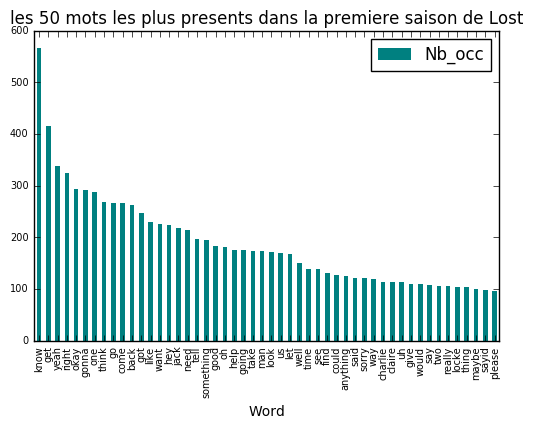 les 50 mots les plus presents dans la premiere saison de Lost
600
500
400
300
200
100
0
Nb_occ
know
get
yeah
right
okay
gonna
one
think
go
come
back
got
like
want
hey
jack
need
tell
something
good
oh
help
going
take
man
look
us
let
well
time
see
find
could
anything
said
sorry
way
charlie
claire
uh
give
would
say
two
really
locke
thing
maybe
sayid
please
Word